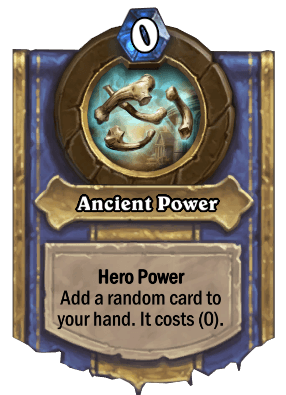 0
Ancient Power
Hero Power
Add a random card to
your hand. It costs (0).